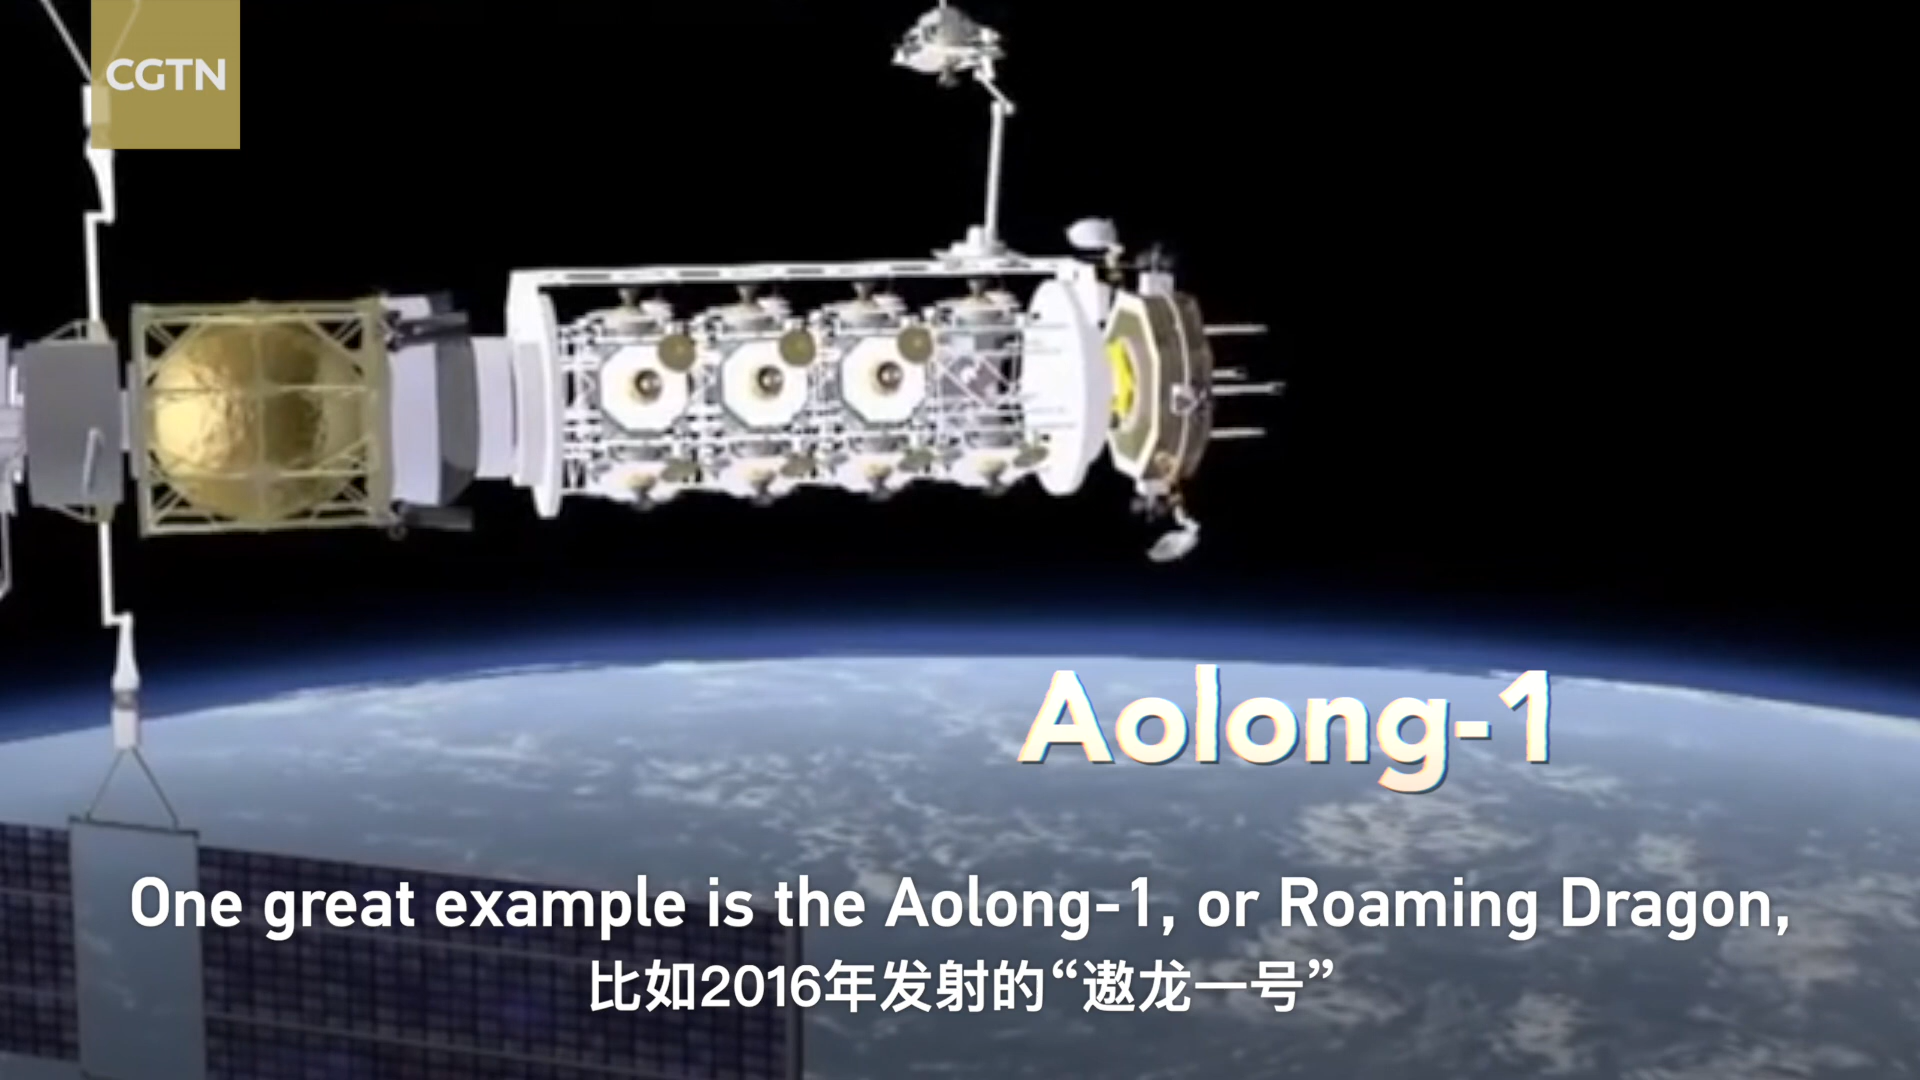 CGTN
Aolong-1
One great example is the Aolong-1, or Roaming Dragon,
比如2016年发射的“遨龙一号”